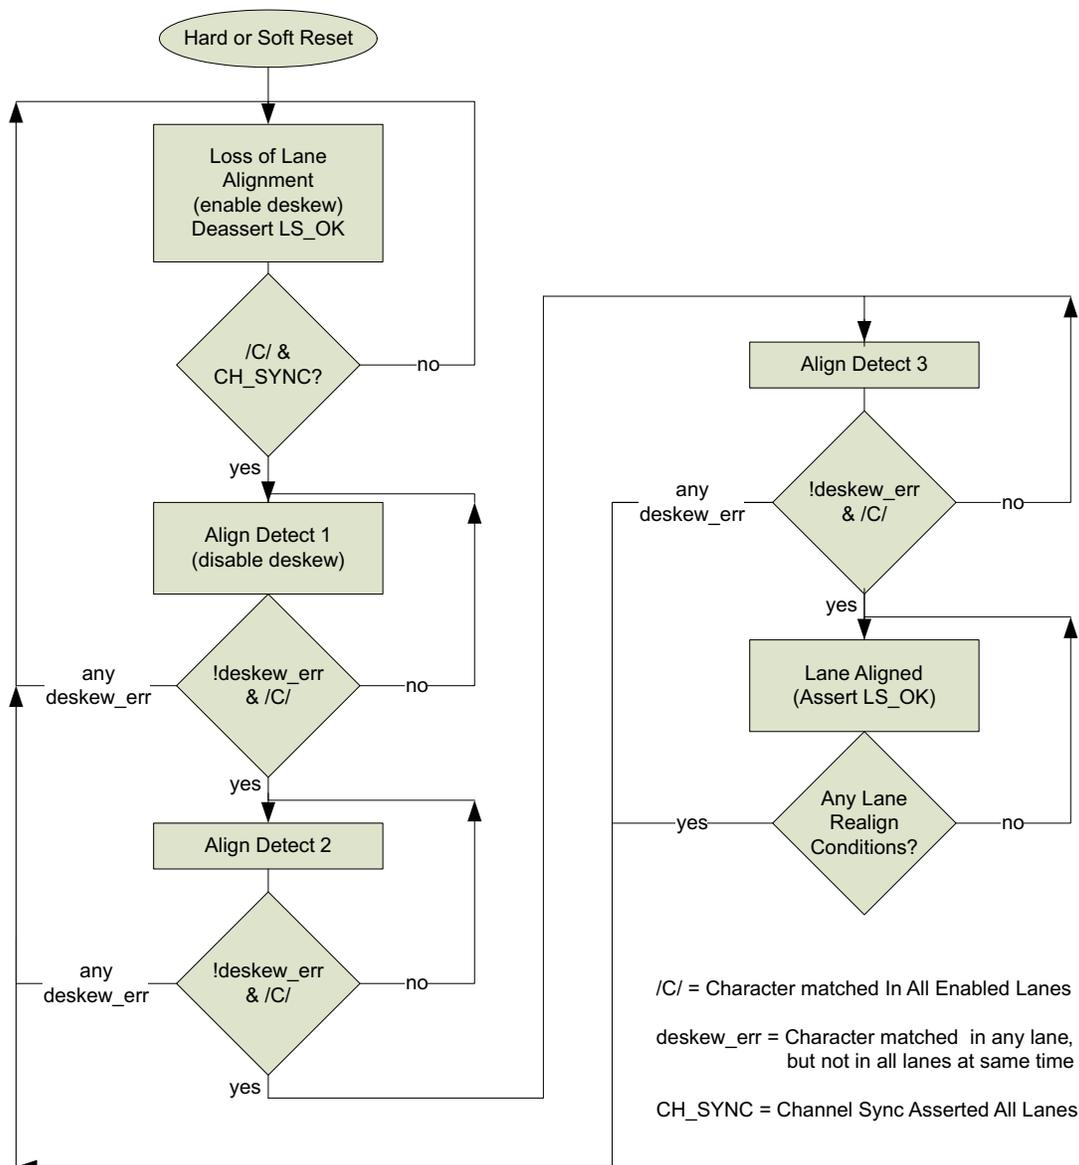 Hard or Soft Reset
Loss of Lane
Alignment
(enable deskew)
Deassert LS_OK
/C/ &
CH_SYNC?
no
yes
Align Detect 1
(disable deskew)
any
deskew_err
!deskew_err
& /C/
no
yes
Align Detect 2
any
deskew_err
!deskew_err
& /C/
no
yes
Align Detect 3
any
deskew_err
!deskew_err
& /C/
no
yes
Lane Aligned
(Assert LS_OK)
yes
Any Lane
Realign
Conditions?
no
/C/ = Character matched In All Enabled Lanes
deskew_err = Character matched in any lane,
but not in all lanes at same time
CH_SYNC = Channel Sync Asserted All Lanes